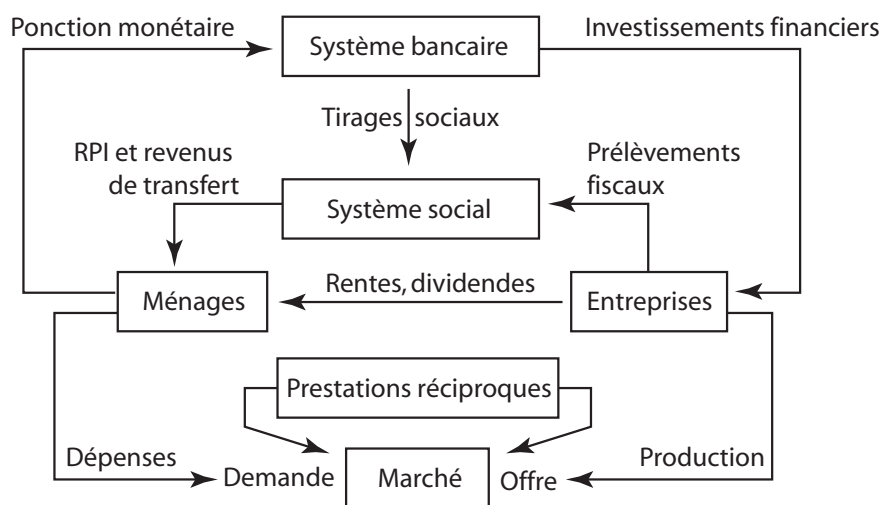 Ponction monétaire
Système bancaire
Investissements financiers
Tirages sociaux
RPI et revenus
de transfert
Prélèvements
fiscaux
Système social
Ménages
Rentes, dividendes
Entreprises
Prestations réciproques
Dépenses
Demande
Marché
Offre
Production